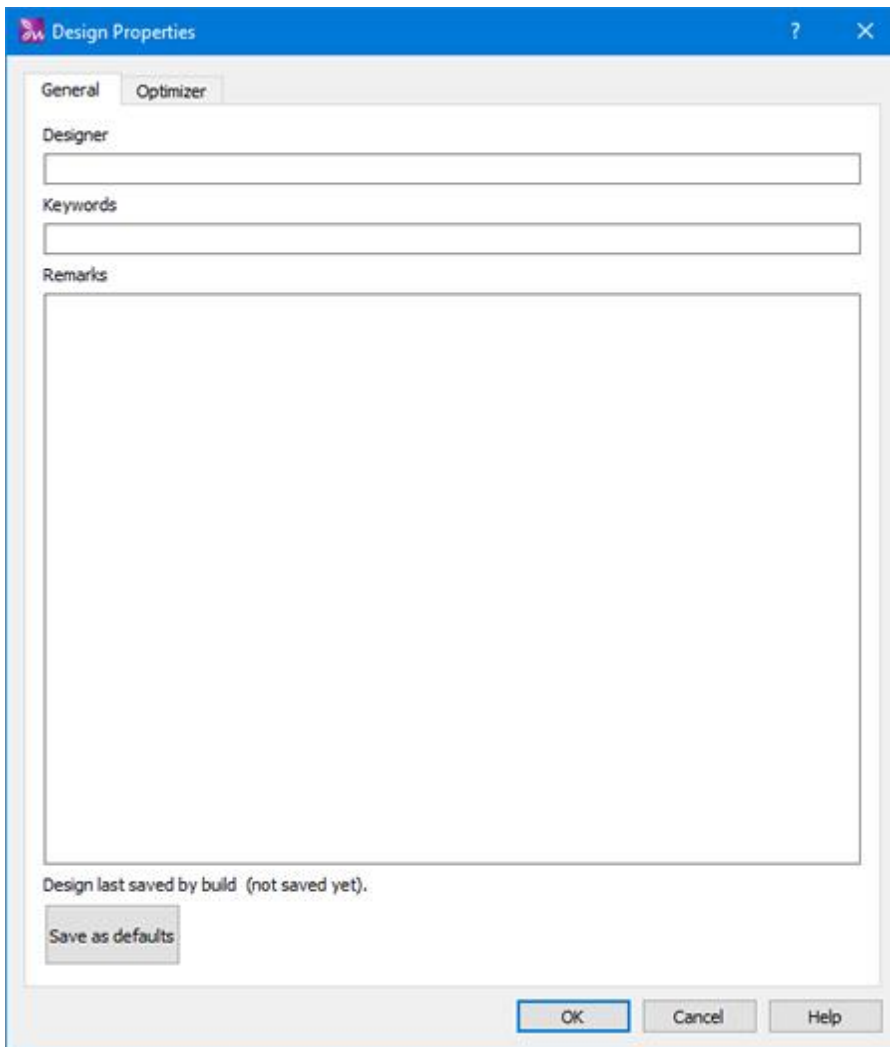 Design Properties
?
General
Optimizer
Designer
Keywords
Remarks
Design last saved by build (not saved yet).
Save as defaults
OK
Cancel
Help